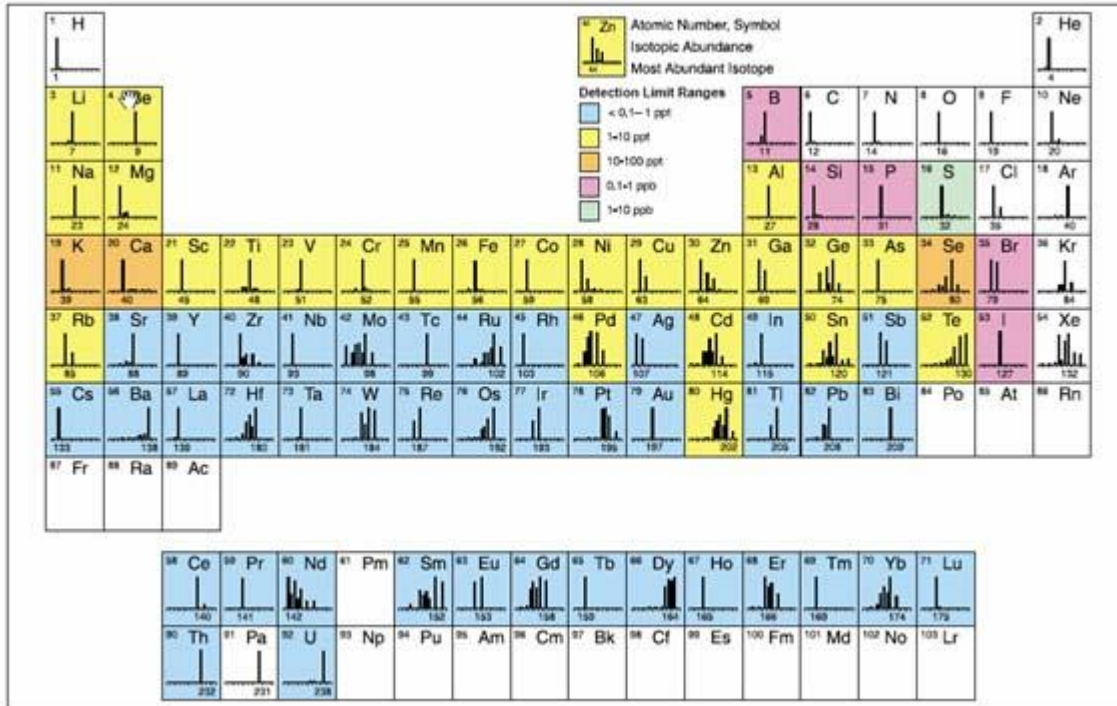 1 H
Zn Atomic Number, Symbol
2 He
Isotopic Abundance
1
64 Most Abundant Isotope
4
Detection Limit Ranges
< 0,1– 1 ppt
1-10 ppt
10-100 ppt
0,1-1 ppb
1-10 ppb
3 Li 4 Be 5 B 6 C 7 N 8 O 9 F 10 Ne
7 9 11 12 14 16 19 20
11 Na 12 Mg 13 Al 14 Si 15 P 16 S 17 Cl 18 Ar
23 24 27 28 31 32 35 40
19 K 20 Ca 21 Sc 22 Ti 23 V 24 Cr 25 Mn 26 Fe 27 Co 28 Ni 29 Cu 30 Zn 31 Ga 32 Ge 33 As 34 Se 35 Br 36 Kr
39 40 45 48 51 52 55 56 59 58 63 64 69 74 75 80 79 84
37 Rb 38 Sr 39 Y 40 Zr 41 Nb 42 Mo 43 Tc 44 Ru 45 Rh 46 Pd 47 Ag 48 Cd 49 In 50 Sn 51 Sb 52 Te 53 I 54 Xe
85 88 89 90 93 98 99 102 103 106 107 114 115 120 121 130 127 132
55 Cs 56 Ba 57 La 72 Hf 73 Ta 74 W 75 Re 76 Os 77 Ir 78 Pt 79 Au 80 Hg 81 Tl 82 Pb 83 Bi 84 Po 85 At 86 Rn
133 138 139 180 181 184 187 192 193 195 197 202 205 208 209
87 Fr 88 Ra 89 Ac
58 Ce 59 Pr 60 Nd 61 Pm 62 Sm 63 Eu 64 Gd 65 Tb 66 Dy 67 Ho 68 Er 69 Tm 70 Yb 71 Lu
140 141 142 152 153 158 159 164 165 166 169 174 175
90 Th 91 Pa 92 U 93 Np 94 Pu 95 Am 96 Cm 97 Bk 98 Cf 99 Es 100 Fm 101 Md 102 No 103 Lr
232 231 238